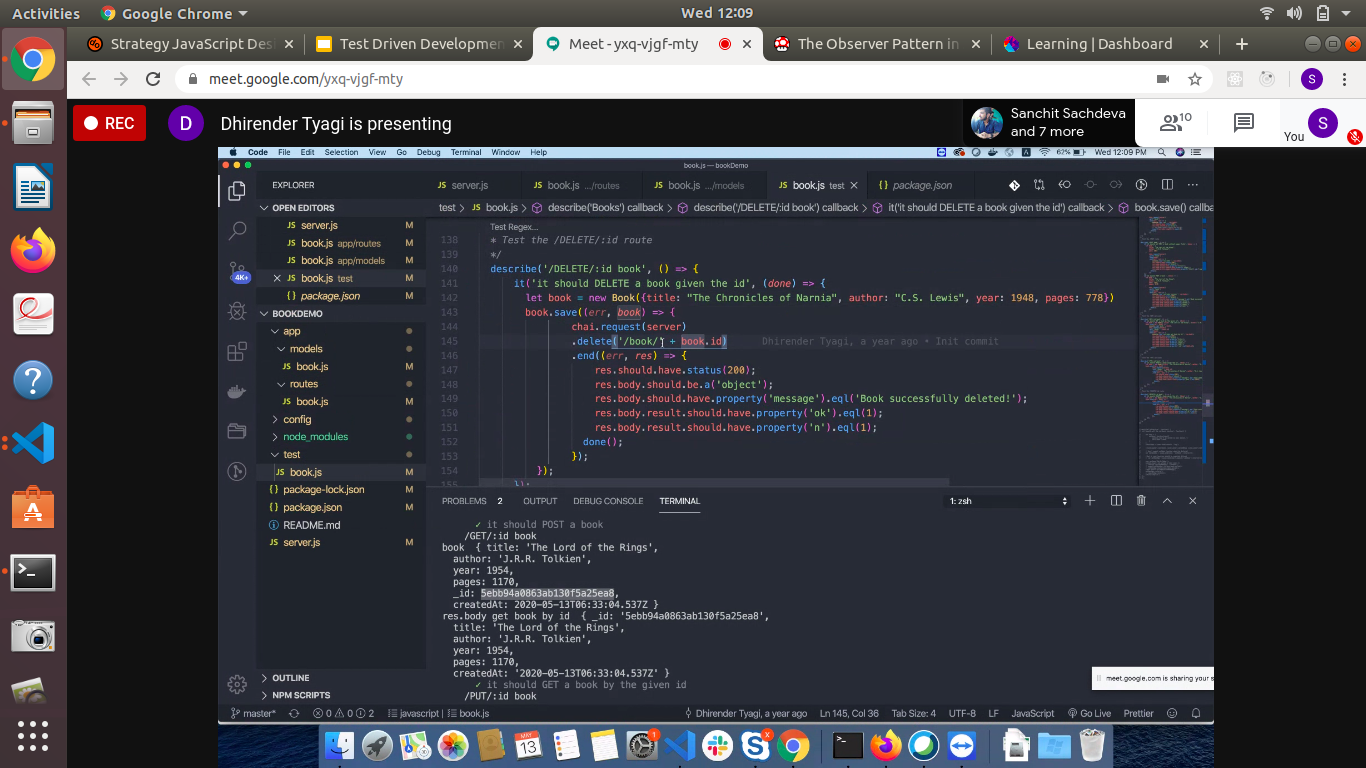 Activities
Google Chrome
Wed 12:09
Strategy JavaScript Des
Test Driven Developmen
Meet - yxq-vjgf-mty
The Observer Pattern in
Learning | Dashboard
meet.google.com/yxq-vjgf-mty
S
REC
D
Dhirender Tyagi is presenting
Sanchit Sachdeva
and 7 more
10
You
S
Code File Edit Selection View Go Debug Terminal Window Help
62% Wed 12:09 PM
book.js — bookDemo
EXPLORER
JS server.js
JS book.js .../routes
JS book.js .../models
JS book.js test
package.json
test > JS book.js > describe('Books') callback > describe('/DELETE/:id book') callback > it('it should DELETE a book given the id') callback > book.save() callba
OPEN EDITORS
JS server.js M
JS book.js app/routes M
JS book.js app/models M
JS book.js test M
package.json M
BOOKDEMO
app
models
JS book.js M
routes
JS book.js M
config
node_modules
test
JS book.js M
package-lock.json M
package.json M
README.md
JS server.js M
OUTLINE
NPM SCRIPTS
4K+
Test Regex...
138 * Test the /DELETE/:id route
139 */
140 describe('/DELETE/:id book', () => {
141 it('it should DELETE a book given the id', (done) => {
142 let book = new Book({title: "The Chronicles of Narnia", author: "C.S. Lewis", year: 1948, pages: 778})
143 book.save((err, book) => {
144 chai.request(server)
145 .delete('/book/' + book.id) Dhirender Tyagi, a year ago • Init commit
146 .end((err, res) => {
147 res.should.have.status(200);
148 res.body.should.be.a('object');
149 res.body.should.have.property('message').eql('Book successfully deleted!');
150 res.body.result.should.have.property('ok').eql(1);
151 res.body.result.should.have.property('n').eql(1);
152 done();
153 });
154 });
155 });
PROBLEMS 2 OUTPUT DEBUG CONSOLE TERMINAL
1: zsh
✓ it should POST a book
/GET/:id book
book { title: 'The Lord of the Rings',
author: 'J.R.R. Tolkien',
year: 1954,
pages: 1170,
_id: 5ebb94a0863ab130f5a25ea8,
createdAt: 2020-05-13T06:33:04.537Z }
res.body get book by id { _id: '5ebb94a0863ab130f5a25ea8',
title: 'The Lord of the Rings',
author: 'J.R.R. Tolkien',
year: 1954,
pages: 1170,
createdAt: '2020-05-13T06:33:04.537Z' }
✓ it should GET a book by the given id
/PUT/:id book
meet.google.com is sharing your s
master* 0 0 2 javascript | book.js
Dhirender Tyagi, a year ago Ln 145, Col 36 Tab Size: 4 UTF-8 LF JavaScript Go Live Prettier
MAY
13
1